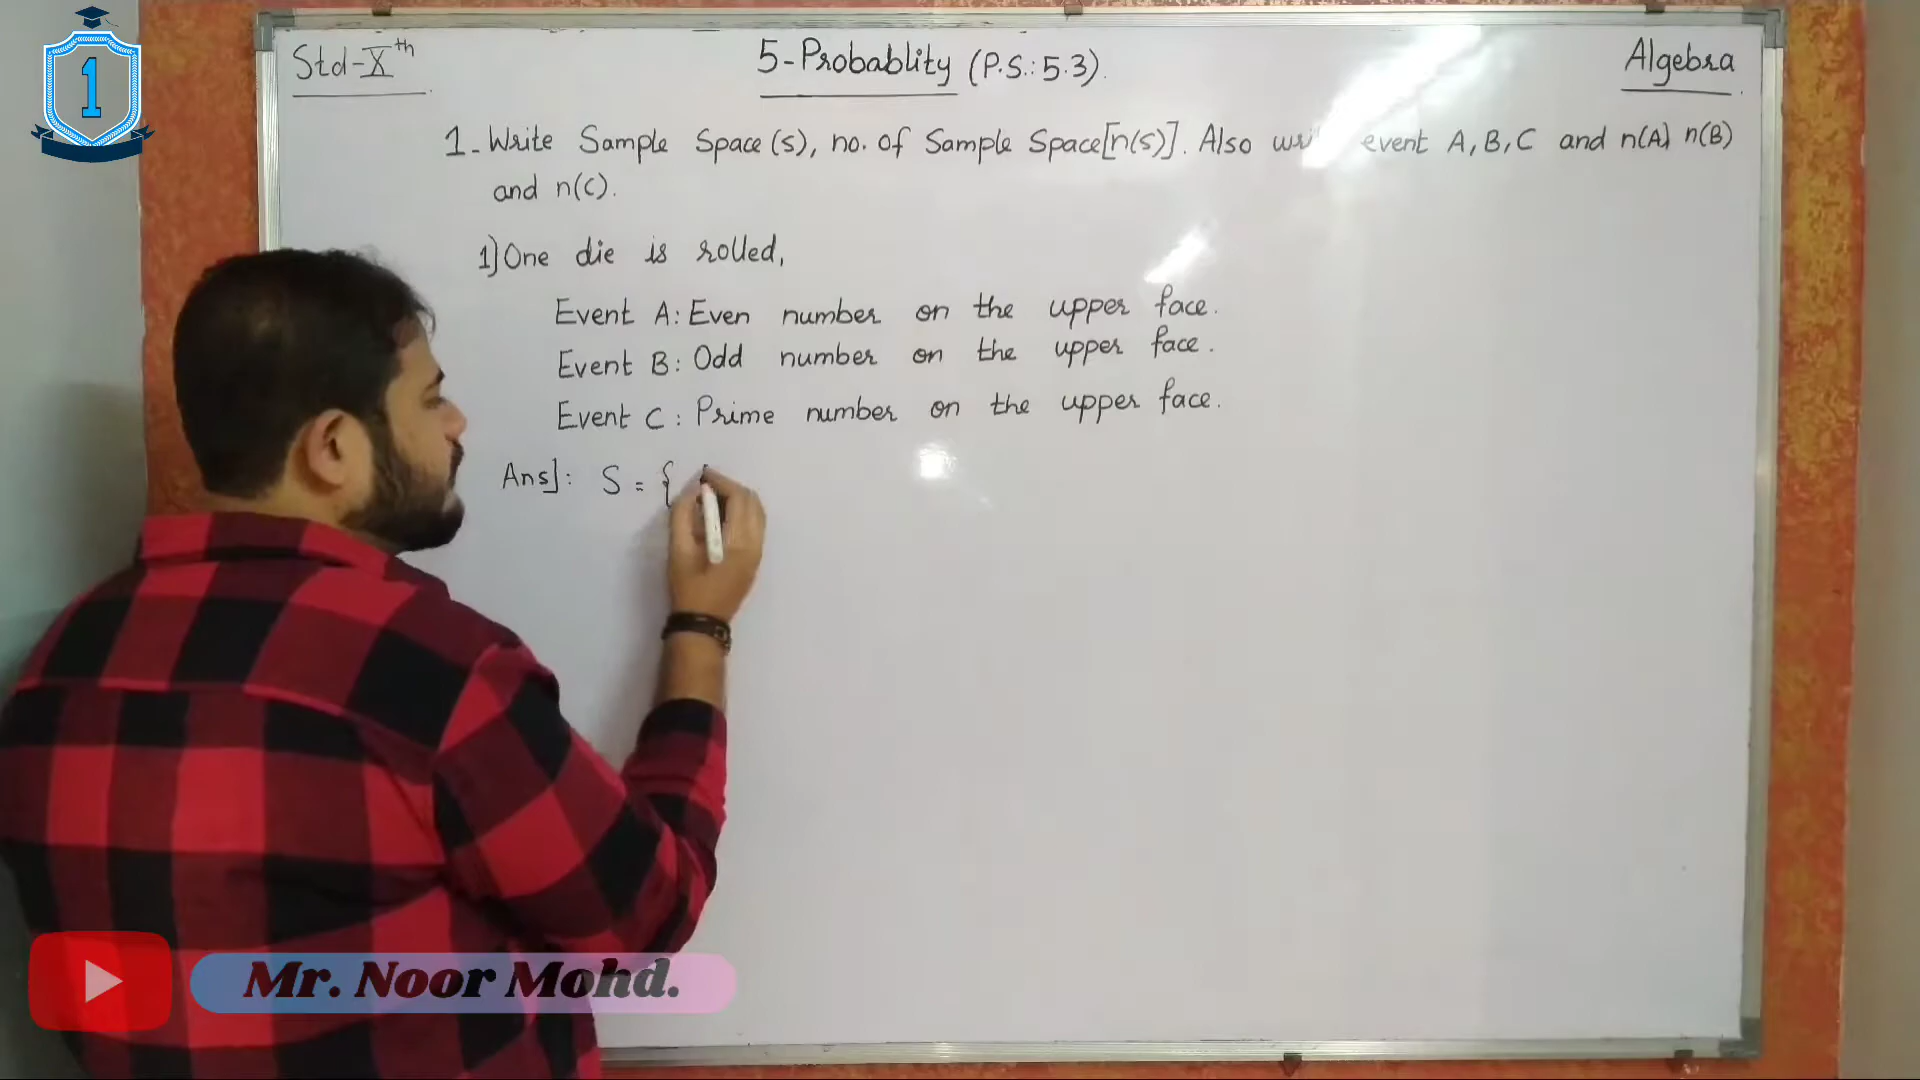 1
Std-Xth
5-Probablity (P.S.: 5.3).
Algebra
1- Write Sample Space (s), no. of Sample Space [n(s)]. Also event A, B, C and n(A) n(B)
and n(C).
1] One die is rolled,
Event A: Even number on the upper face.
Event B: Odd number on the upper face.
Event C: Prime number on the upper face.
Ans]: S = {
Mr. Noor Mohd.